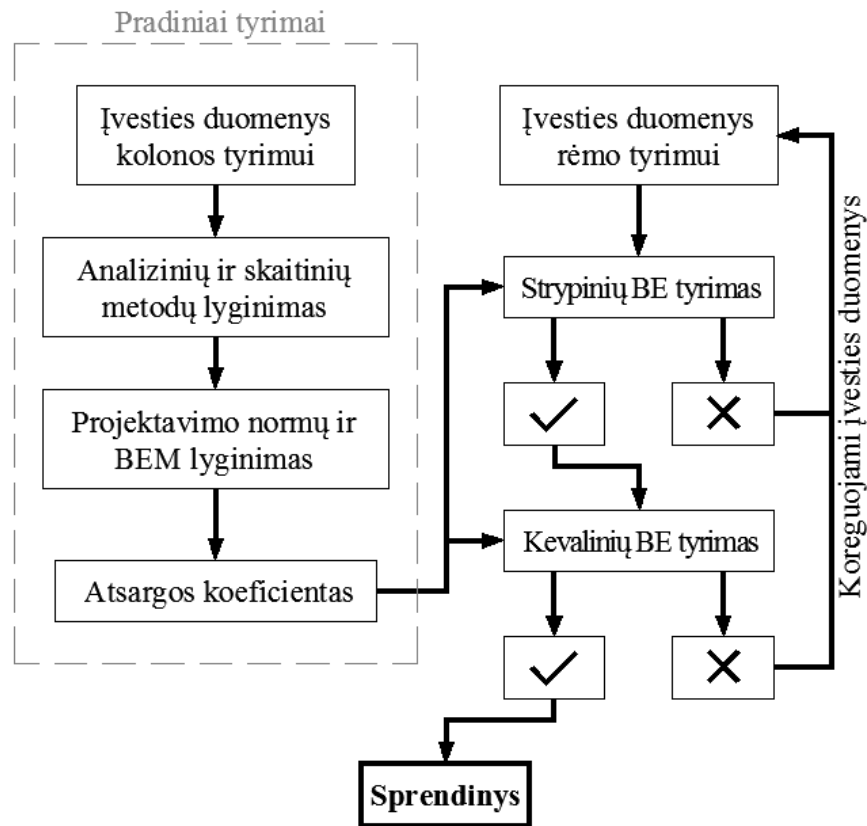 Pradiniai tyrimai
Įvesties duomenys
kolonos tyrimui
Analizinių ir skaitinių
metodų lyginimas
Projektavimo normų ir
BEM lyginimas
Atsargos koeficientas
Įvesties duomenys
rėmo tyrimui
Strypinių BE tyrimas
Kevalinių BE tyrimas
Koreguojami įvesties duomenys
Sprendinys